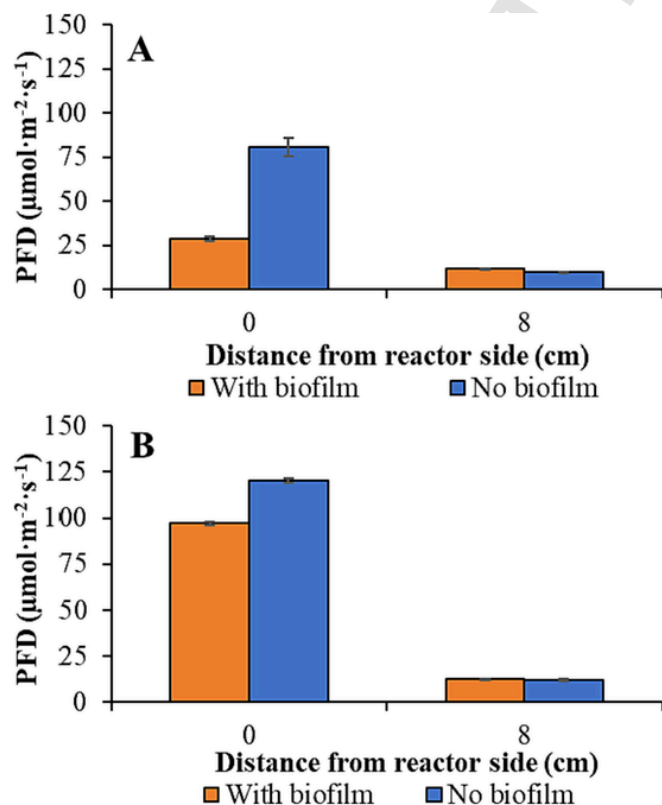 A
PFD (μmol·m⁻²·s⁻¹)
150
125
100
75
50
25
0
0 8
Distance from reactor side (cm)
With biofilm No biofilm
B
PFD (μmol·m⁻²·s⁻¹)
150
125
100
75
50
25
0
0 8
Distance from reactor side (cm)
With biofilm No biofilm